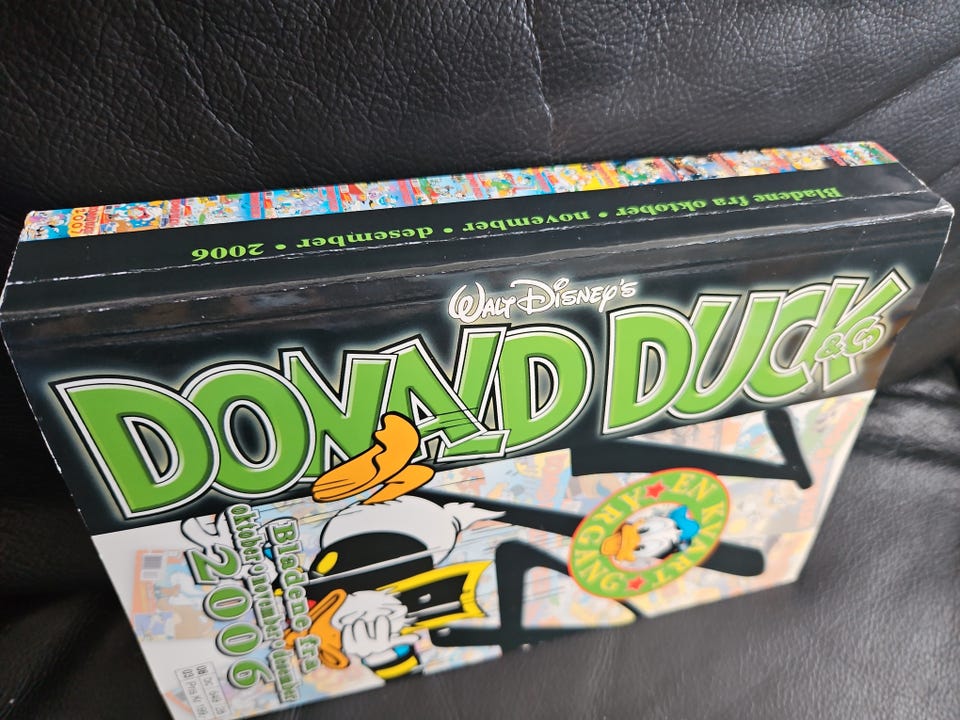 Bladene fra oktober • november • desember • 2006
WALT DISNEY'S
DONALD DUCK
& Co
EN KVART ★ ÅRGANG ★
Bladene fra
oktober • november • desember
2006